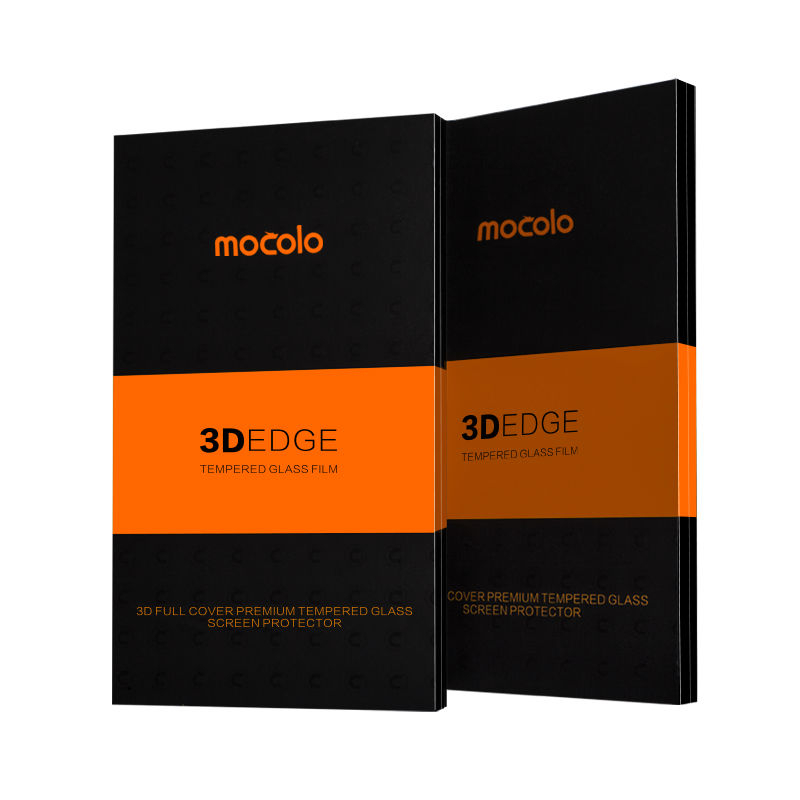 mocolo
3DEDGE
TEMPERED GLASS FILM
3D FULL COVER PREMIUM TEMPERED GLASS
SCREEN PROTECTOR
mocolo
3DEDGE
TEMPERED GLASS FILM
COVER PREMIUM TEMPERED GLASS
SCREEN PROTECTOR